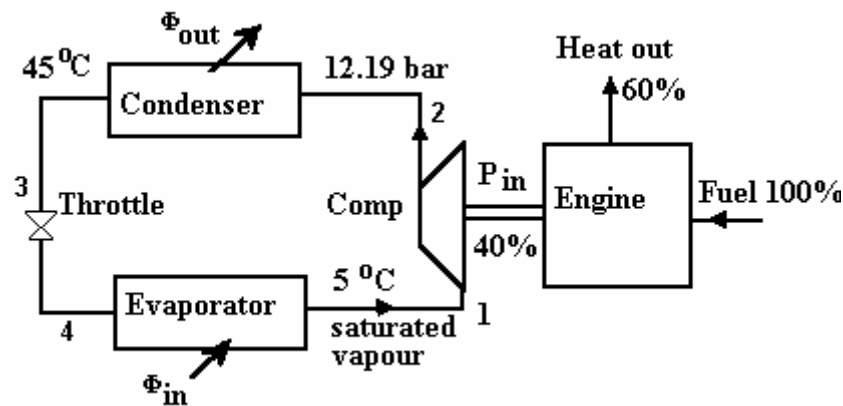 Φout
Heat out
45 °C
12.19 bar
60%
Condenser
2
3
Throttle
Comp
Pin
Engine
Fuel 100%
40%
Evaporator
5 °C
1
4
saturated
vapour
Φin